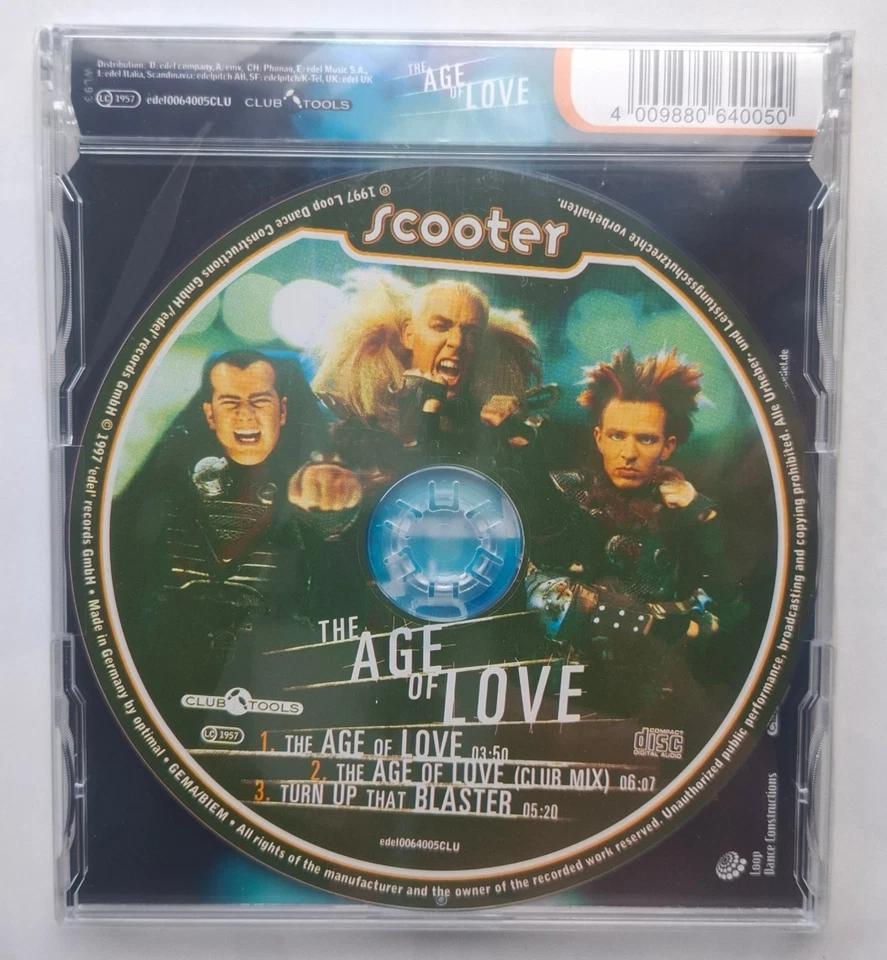 Distribution: D: edel company, A: emv, CH: Phonag, E: edel Music S.A.,
I: edel Italia, Scandinavia: edelpitch AB, SF: edelpitch/K-Tel, UK: edel UK
WL93
LC 1957
edel0064005CLU
CLUB TOOLS
THE AGE OF LOVE
4 009880 640050
scooter
℗ 1997 Loop Dance Constructions GmbH/'edel' records GmbH © 1997 'edel' records GmbH • Made in Germany by optimal • GEMA/BIEM • All rights of the manufacturer and the owner of the recorded work reserved. Unauthorized public performance, broadcasting and copying prohibited. Alle Urheber- und Leistungsschutzrechte vorbehalten.
THE
AGE
OF LOVE
CLUB TOOLS
LC 1957
COMPACT
disc
DIGITAL AUDIO
1. THE AGE OF LOVE 03:50
2. THE AGE OF LOVE (CLUB MIX) 06:07
3. TURN UP THAT BLASTER 05:20
edel0064005CLU
Loop
Dance Constructions